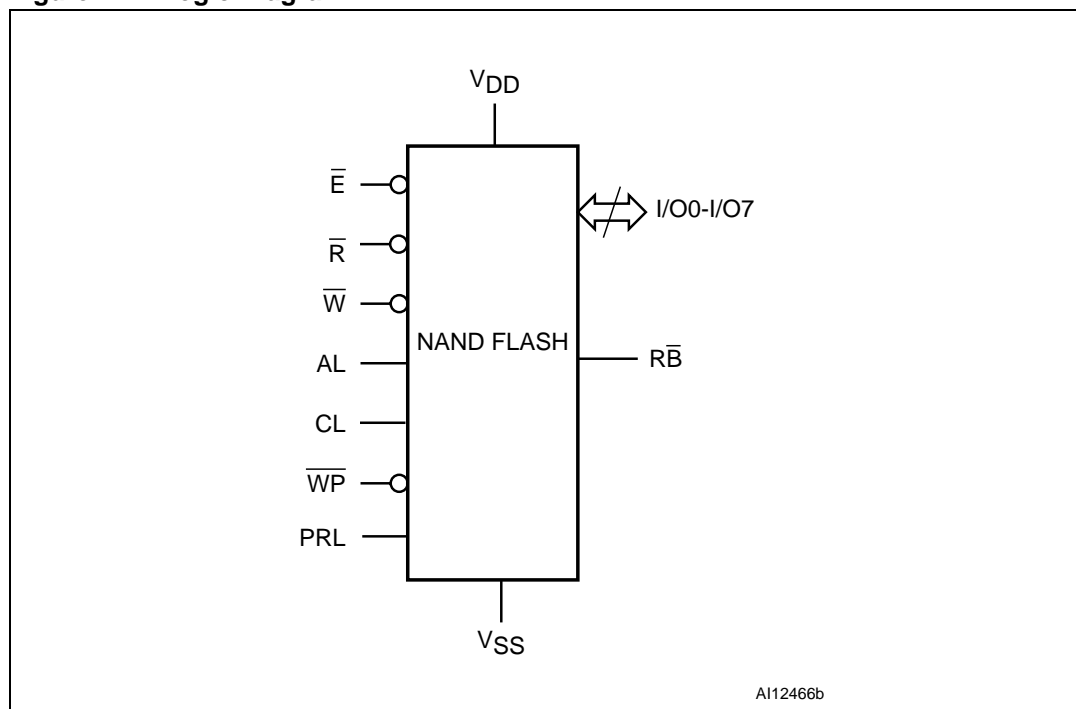 V_DD
E̅
R̅
W̅
AL
CL
W̅P̅
PRL
NAND FLASH
I/O0-I/O7
RB̅
V_SS
AI12466b